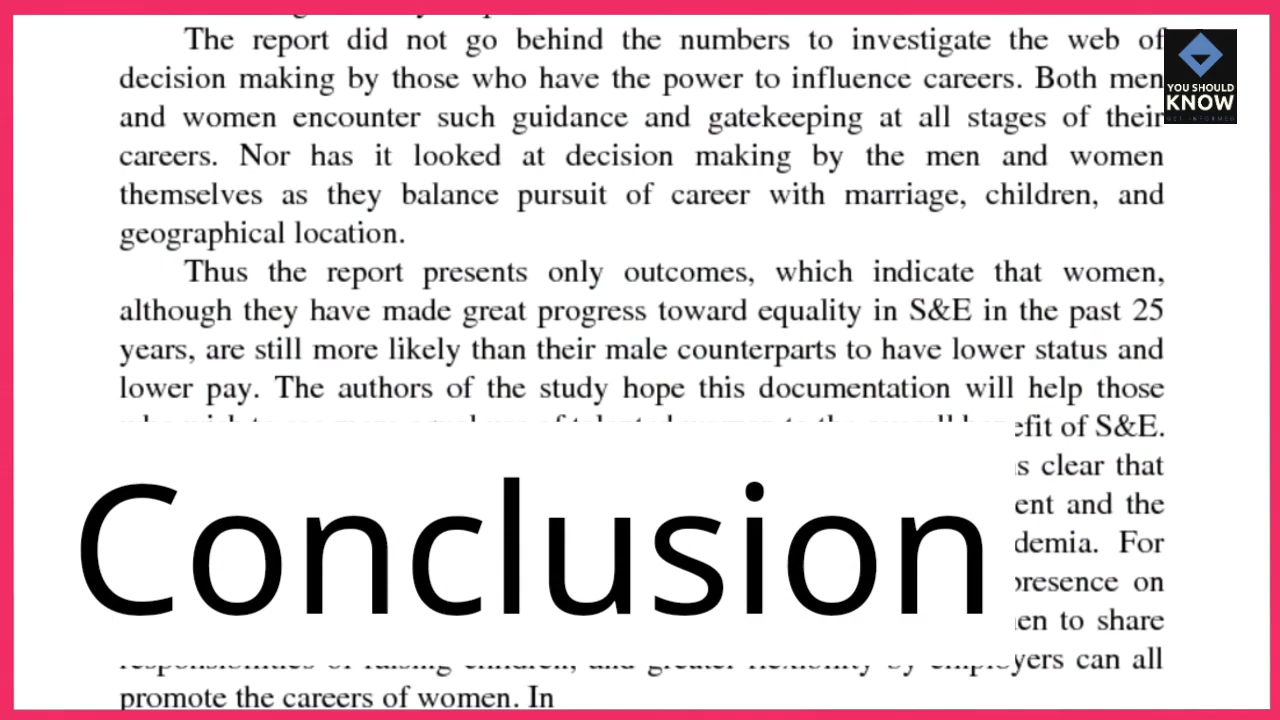 The report did not go behind the numbers to investigate the web of
decision making by those who have the power to influence careers. Both men
and women encounter such guidance and gatekeeping at all stages of their
careers. Nor has it looked at decision making by the men and women
themselves as they balance pursuit of career with marriage, children, and
geographical location.
Thus the report presents only outcomes, which indicate that women,
although they have made great progress toward equality in S&E in the past 25
years, are still more likely than their male counterparts to have lower status and
lower pay. The authors of the study hope this documentation will help those
of S&E.
clear that
and the
For
presence on
to share
can all
promote the careers of women. In
Conclusion
YOU SHOULD
KNOW
GET INFORMED